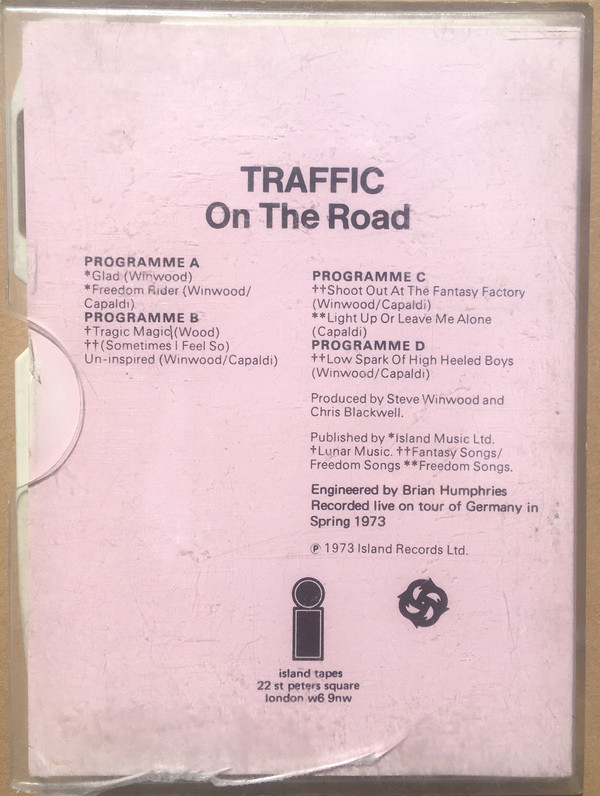 TRAFFIC
On The Road
PROGRAMME A
*Glad (Winwood)
*Freedom Rider (Winwood/
Capaldi)
PROGRAMME B
†Tragic Magic(Wood)
††(Sometimes I Feel So)
Un-inspired (Winwood/Capaldi)
PROGRAMME C
††Shoot Out At The Fantasy Factory
(Winwood/Capaldi)
**Light Up Or Leave Me Alone
(Capaldi)
PROGRAMME D
††Low Spark Of High Heeled Boys
(Winwood/Capaldi)
Produced by Steve Winwood and
Chris Blackwell.
Published by *Island Music Ltd.
†Lunar Music. ††Fantasy Songs/
Freedom Songs **Freedom Songs.
Engineered by Brian Humphries
Recorded live on tour of Germany in
Spring 1973
℗ 1973 Island Records Ltd.
island tapes
22 st peters square
london w6 9nw